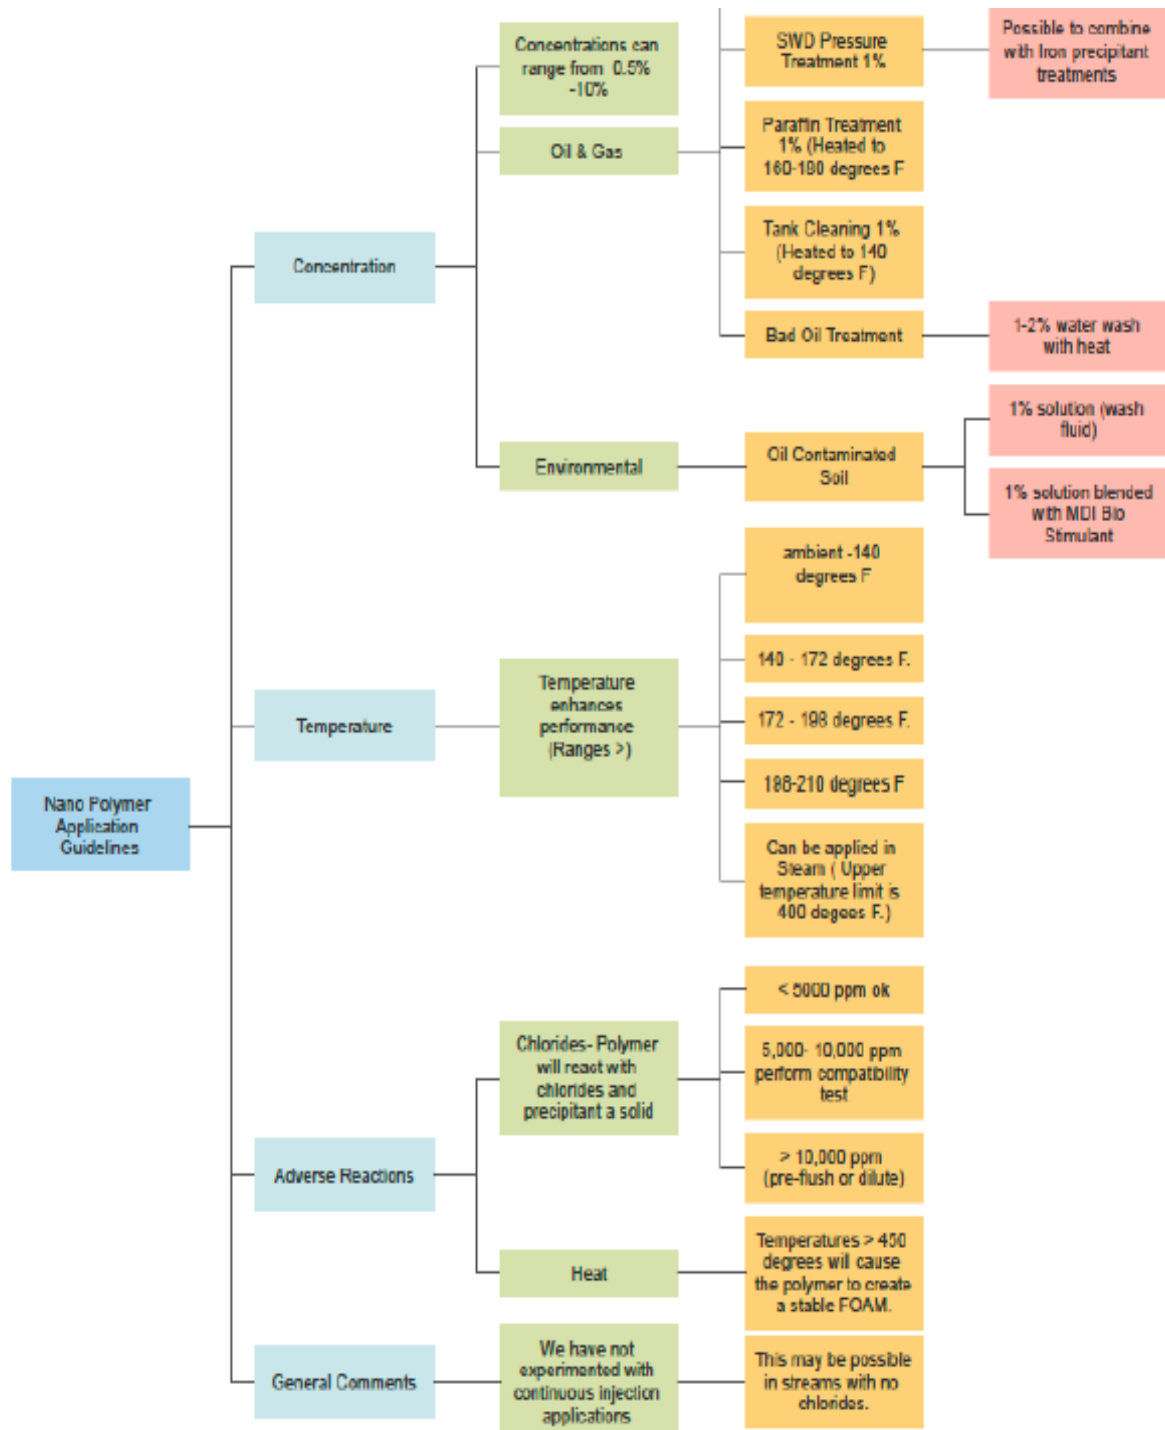 Concentrations can
range from 0.5%
-10%
SWD Pressure
Treatment 1%
Possible to combine
with Iron precipitant
treatments
Oil & Gas
Paraffin Treatment
1% (Heated to
160-180 degrees F
Tank Cleaning 1%
(Heated to 140
degrees F)
Concentration
Bad Oil Treatment
1-2% water wash
with heat
Environmental
Oil Contaminated
Soil
1% solution (wash
fluid)
1% solution blended
with MDI Bio
Stimulant
ambient -140
degrees F
140 - 172 degrees F.
Temperature
Temperature
enhances
performance
(Ranges >)
172 - 198 degrees F.
198-210 degrees F
Can be applied in
Steam ( Upper
temperature limit is
400 degees F.)
Nano Polymer
Application
Guidelines
Chlorides- Polymer
will react with
chlorides and
precipitant a solid
< 5000 ppm ok
5,000- 10,000 ppm
perform compatibility
test
> 10,000 ppm
(pre-flush or dilute)
Adverse Reactions
Heat
Temperatures > 450
degrees will cause
the polymer to create
a stable FOAM.
General Comments
We have not
experimented with
continuous injection
applications
This may be possible
in streams with no
chlorides.